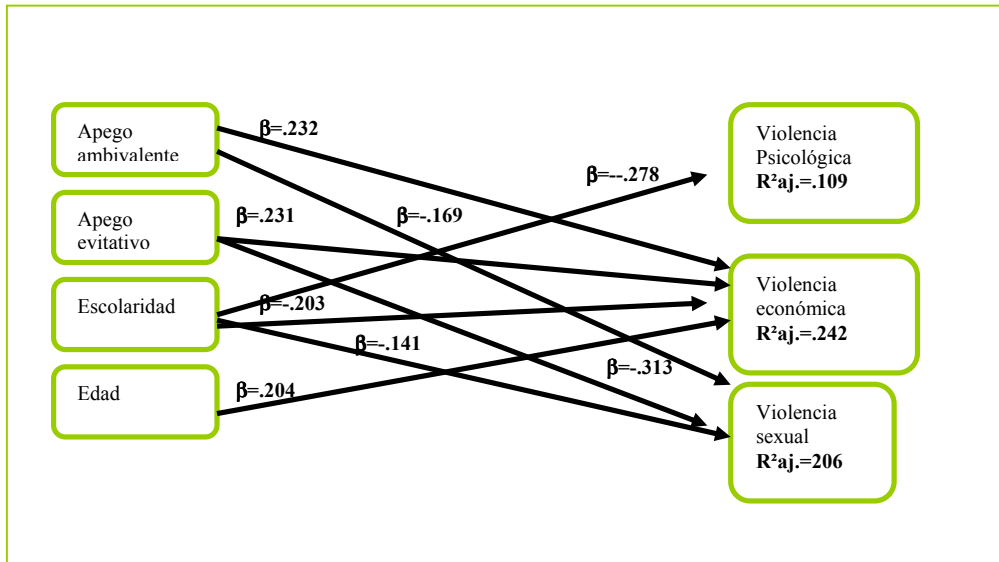 Apego
ambivalente
Apego
evitativo
Escolaridad
Edad
β=.232
β=--.278
β=.231
β=-.169
β=-.203
β=-.141
β=-.313
β=.204
Violencia
Psicológica
R²aj.=.109
Violencia
económica
R²aj.=.242
Violencia
sexual
R²aj.=206